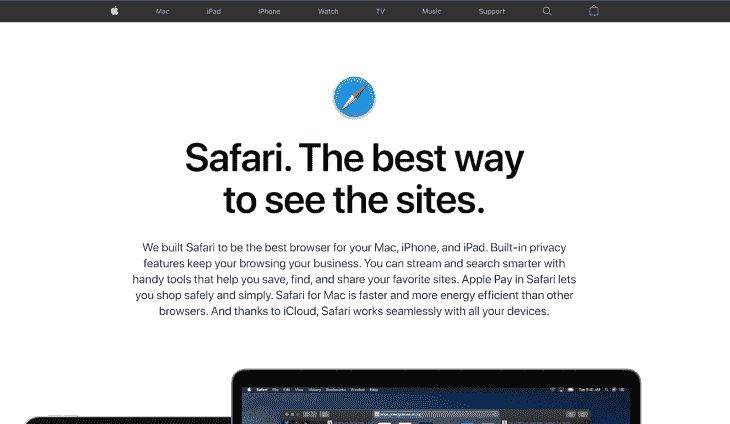 Mac iPad iPhone Watch TV Music Support
Safari. The best way
to see the sites.
We built Safari to be the best browser for your Mac, iPhone, and iPad. Built-in privacy
features keep your browsing your business. You can stream and search smarter with
handy tools that help you save, find, and share your favorite sites. Apple Pay in Safari lets
you shop safely and simply. Safari for Mac is faster and more energy efficient than other
browsers. And thanks to iCloud, Safari works seamlessly with all your devices.
Safari File Edit View History Bookmarks Window Help Tue 9:41 AM